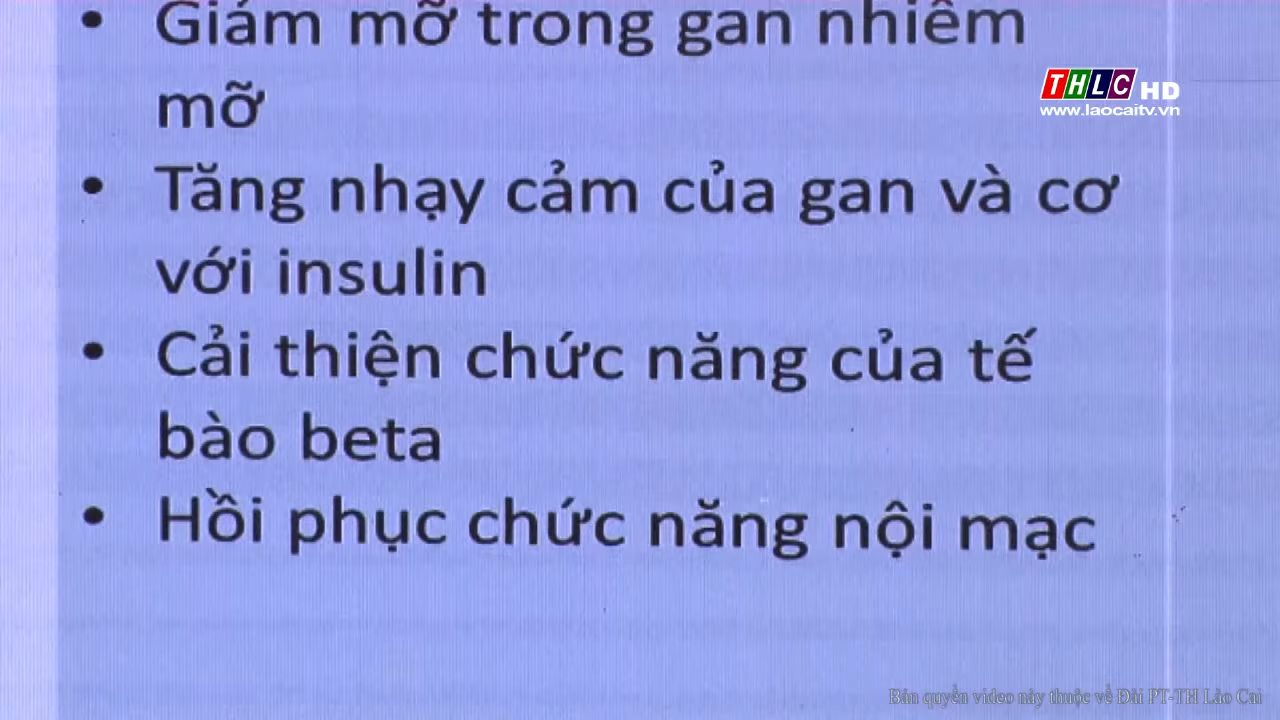 • Giảm mỡ trong gan nhiễm
mỡ
THLC HD
www.laocaitv.vn
• Tăng nhạy cảm của gan và cơ
với insulin
• Cải thiện chức năng của tế
bào beta
• Hồi phục chức năng nội mạc
Bản quyền video này thuộc về Đài PT-TH Lào Cai